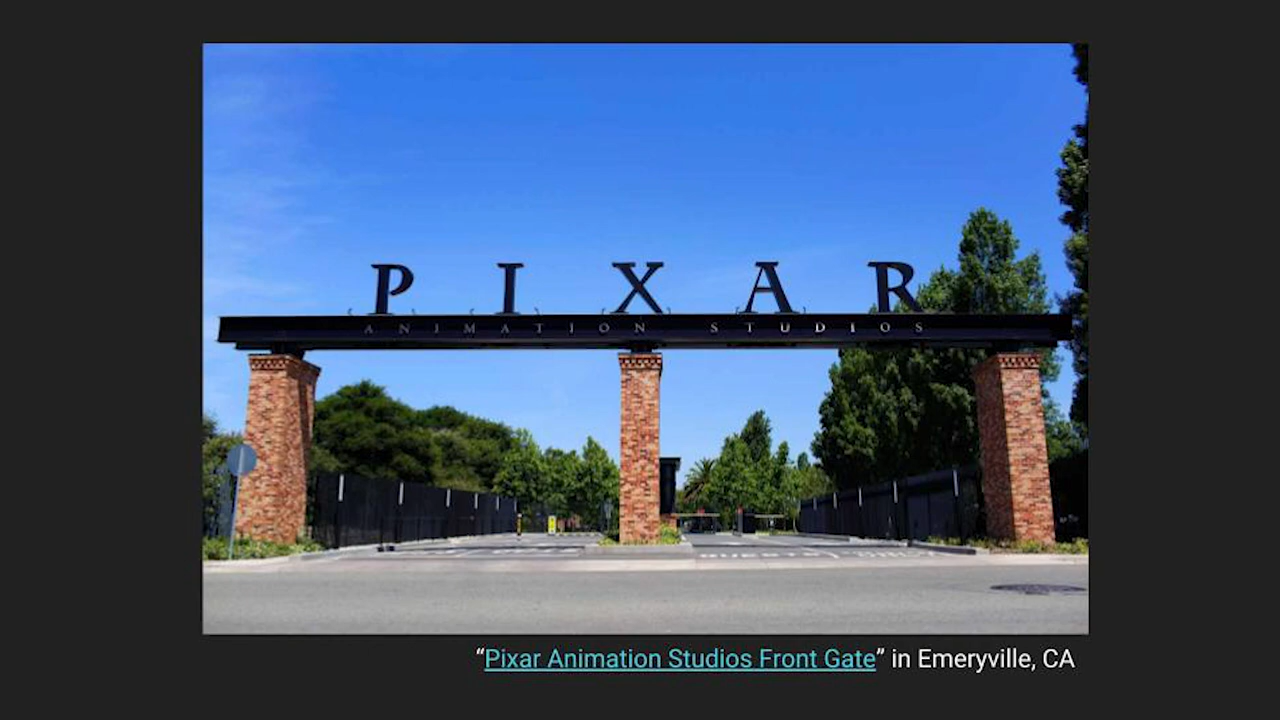 PIXAR
ANIMATION STUDIOS
“Pixar Animation Studios Front Gate” in Emeryville, CA